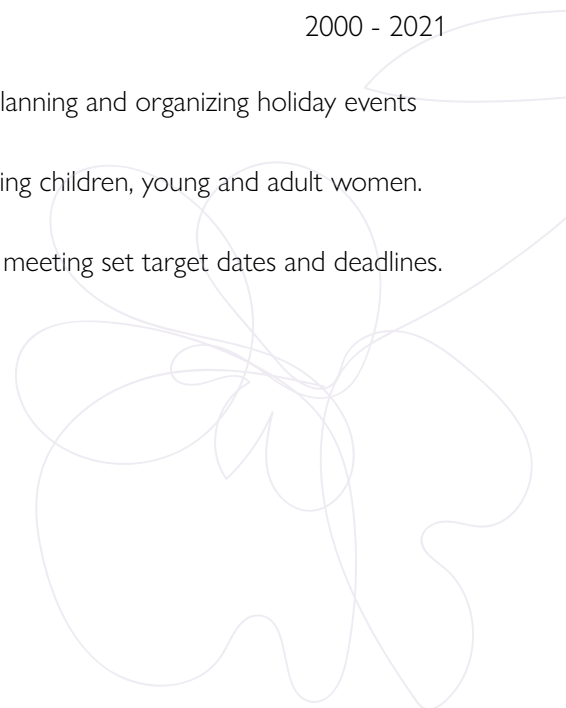 2000 - 2021
lanning and organizing holiday events
ing children, young and adult women.
meeting set target dates and deadlines.